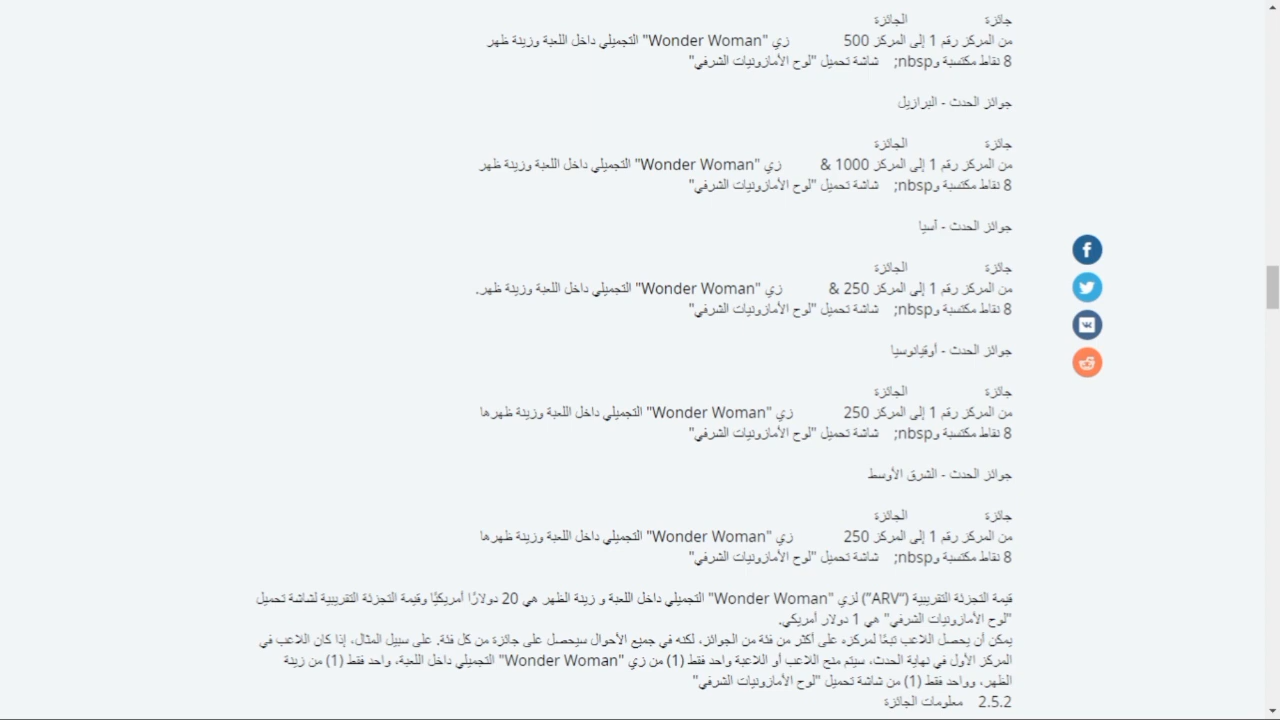 جائزة الجائزة
من المركز رقم 1 إلى المركز 500 زي "Wonder Woman" التجميلي داخل اللعبة وزينة ظهر
8 نقاط مكتسبة وnbsp; شاشة تحميل "لوح الأمازونيات الشرفي"
جوائز الحدث - البرازيل
جائزة الجائزة
من المركز رقم 1 إلى المركز 1000 & زي "Wonder Woman" التجميلي داخل اللعبة وزينة ظهر
8 نقاط مكتسبة وnbsp; شاشة تحميل "لوح الأمازونيات الشرفي"
جوائز الحدث - آسيا
جائزة الجائزة
من المركز رقم 1 إلى المركز 250 & زي "Wonder Woman" التجميلي داخل اللعبة وزينة ظهر.
8 نقاط مكتسبة وnbsp; شاشة تحميل "لوح الأمازونيات الشرفي"
جوائز الحدث - أوقيانوسيا
جائزة الجائزة
من المركز رقم 1 إلى المركز 250 زي "Wonder Woman" التجميلي داخل اللعبة وزينة ظهرها
8 نقاط مكتسبة وnbsp; شاشة تحميل "لوح الأمازونيات الشرفي"
جوائز الحدث - الشرق الأوسط
جائزة الجائزة
من المركز رقم 1 إلى المركز 250 زي "Wonder Woman" التجميلي داخل اللعبة وزينة ظهرها
8 نقاط مكتسبة وnbsp; شاشة تحميل "لوح الأمازونيات الشرفي"
قيمة التجزئة التقريبية ("ARV") لزي "Wonder Woman" التجميلي داخل اللعبة و زينة الظهر هي 20 دولارًا أمريكيًّا وقيمة التجزئة التقريبية لشاشة تحميل
"لوح الأمازونيات الشرفي" هي 1 دولار أمريكي.
يمكن أن يحصل اللاعب تبعًا لمركزه على أكثر من فئة من الجوائز، لكنه في جميع الأحوال سيحصل على جائزة من كل فئة. على سبيل المثال، إذا كان اللاعب في
المركز الأول في نهاية الحدث، سيتم منح اللاعب أو اللاعبة واحد فقط (1) من زي "Wonder Woman" التجميلي داخل اللعبة، واحد فقط (1) من زينة
الظهر، وواحد فقط (1) من شاشة تحميل "لوح الأمازونيات الشرفي"
2.5.2 معلومات الجائزة